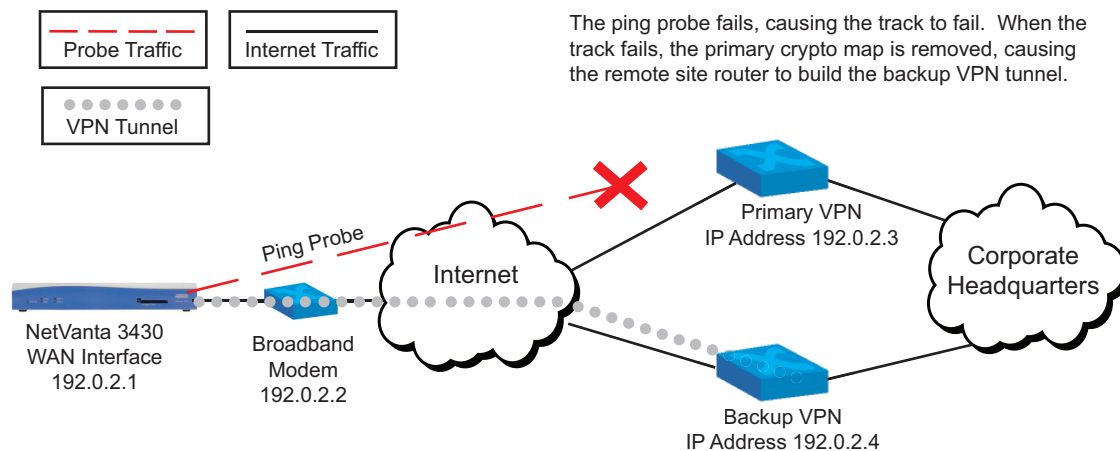 Probe Traffic
Internet Traffic
VPN Tunnel
The ping probe fails, causing the track to fail.  When the
track fails, the primary crypto map is removed, causing
the remote site router to build the backup VPN tunnel.
Ping Probe
Internet
Primary VPN
IP Address 192.0.2.3
Corporate
Headquarters
NetVanta 3430
WAN Interface
192.0.2.1
Broadband
Modem
192.0.2.2
Backup VPN
IP Address 192.0.2.4